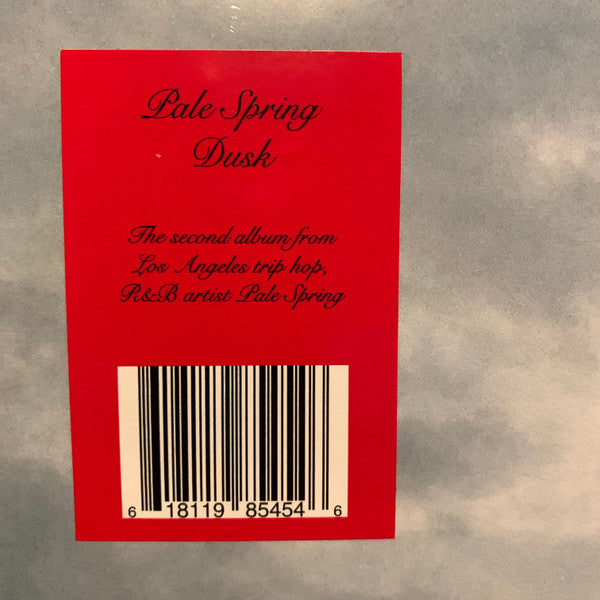 Pale Spring
Dusk
The second album from
Los Angeles trip hop,
R&B artist Pale Spring
6 18119 85454 6